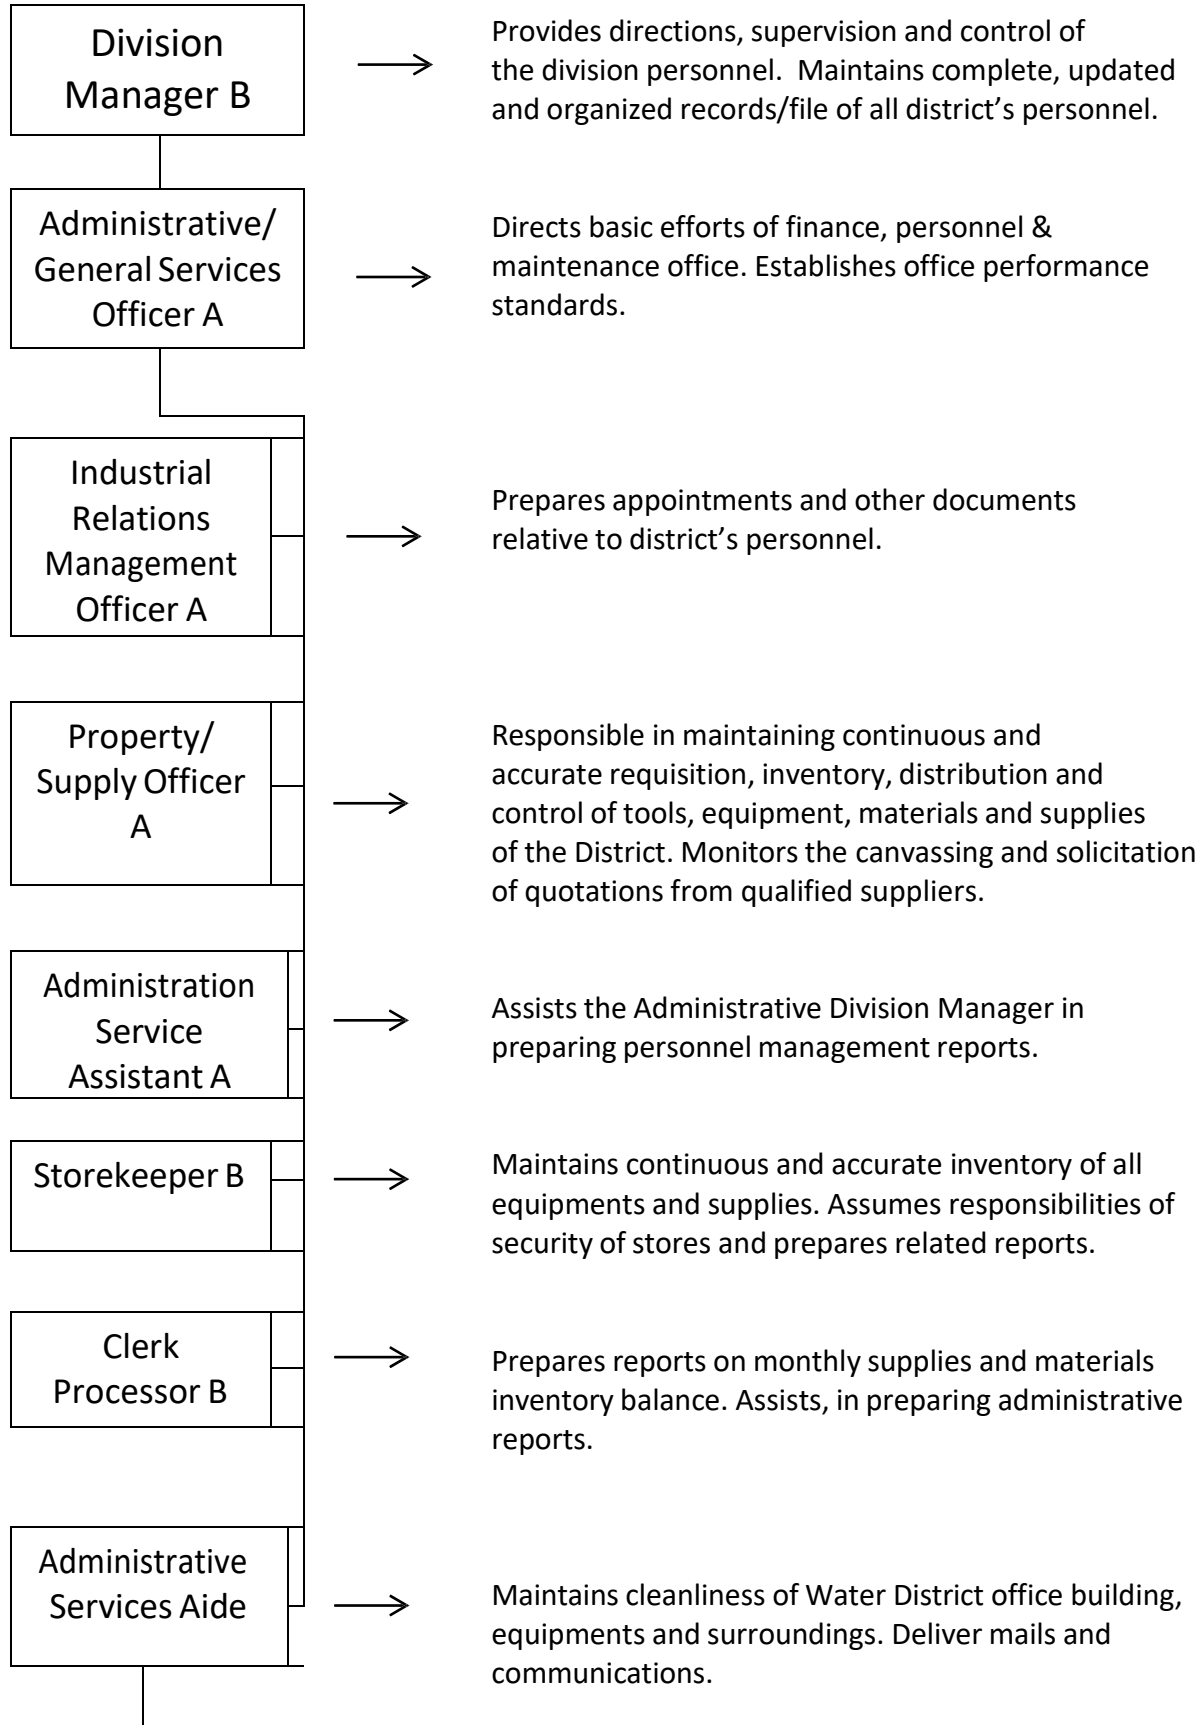 Division
Manager B
Provides directions, supervision and control of
the division personnel.  Maintains complete, updated
and organized records/file of all district’s personnel.
Administrative/
General Services
Officer A
Directs basic efforts of finance, personnel &
maintenance office. Establishes office performance
standards.
Industrial
Relations
Management
Officer A
Prepares appointments and other documents
relative to district’s personnel.
Property/
Supply Officer
A
Responsible in maintaining continuous and
accurate requisition, inventory, distribution and
control of tools, equipment, materials and supplies
of the District. Monitors the canvassing and solicitation
of quotations from qualified suppliers.
Administration
Service
Assistant A
Assists the Administrative Division Manager in
preparing personnel management reports.
Storekeeper B
Maintains continuous and accurate inventory of all
equipments and supplies. Assumes responsibilities of
security of stores and prepares related reports.
Clerk
Processor B
Prepares reports on monthly supplies and materials
inventory balance. Assists, in preparing administrative
reports.
Administrative
Services Aide
Maintains cleanliness of Water District office building,
equipments and surroundings. Deliver mails and
communications.